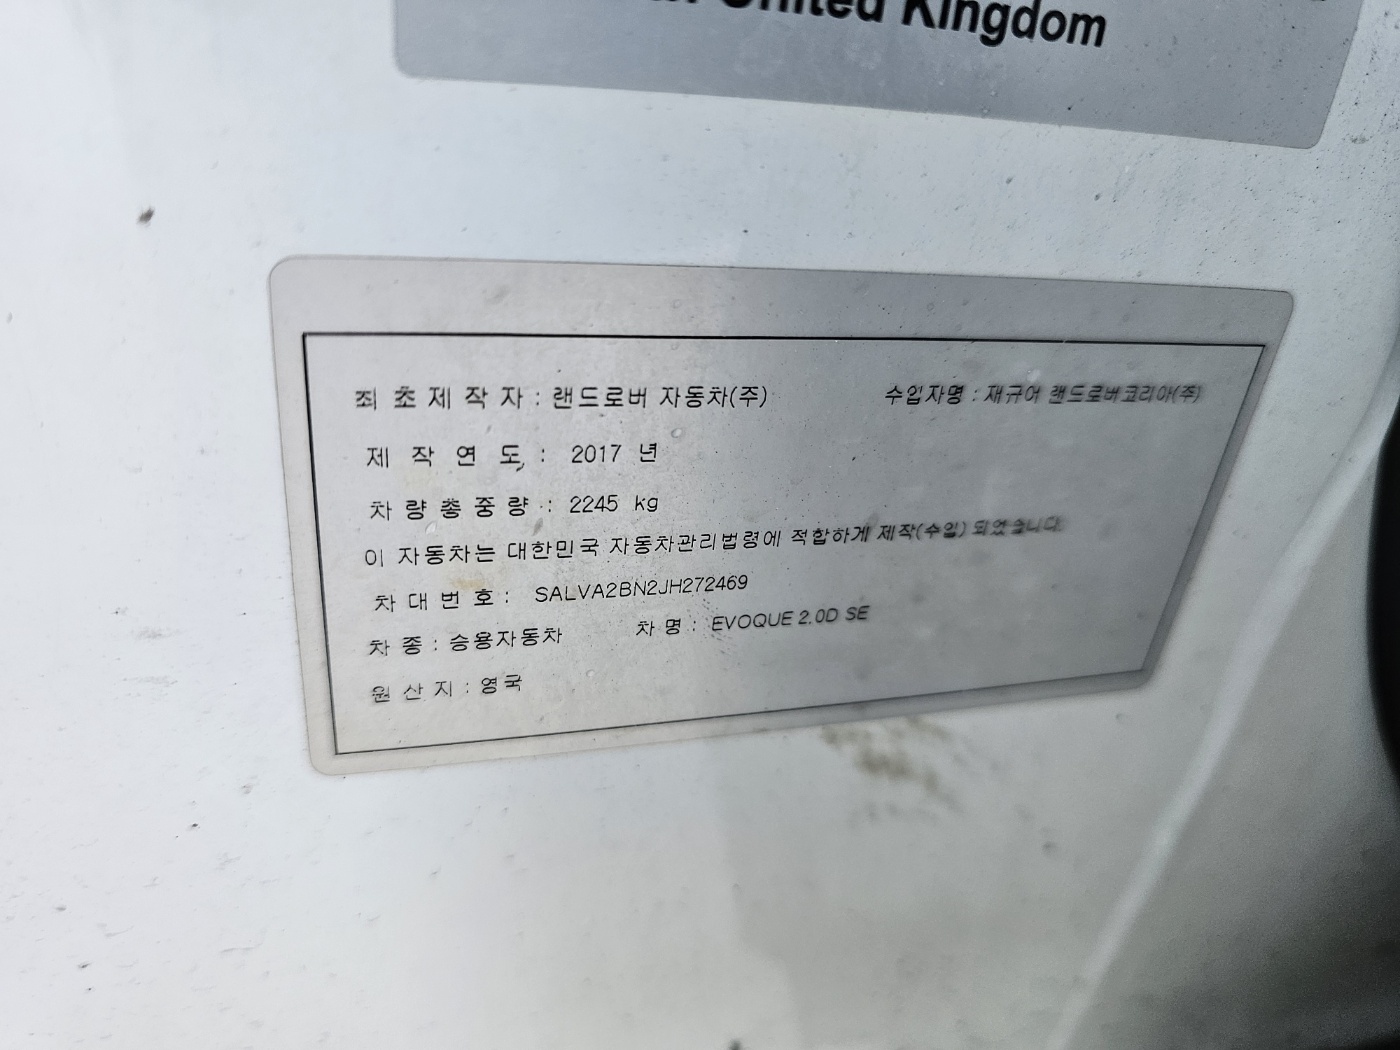 United Kingdom
최초제작자 : 랜드로버 자동차(주) 수입자명 : 재규어 랜드로버코리아(주)
제작연도 : 2017 년
차량총중량 : 2245 kg
이 자동차는 대한민국 자동차관리법령에 적합하게 제작(수입) 되었습니다.
차대번호 : SALVA2BN2JH272469
차종 : 승용자동차 차명 : EVOQUE 2.0D SE
원산지 : 영국